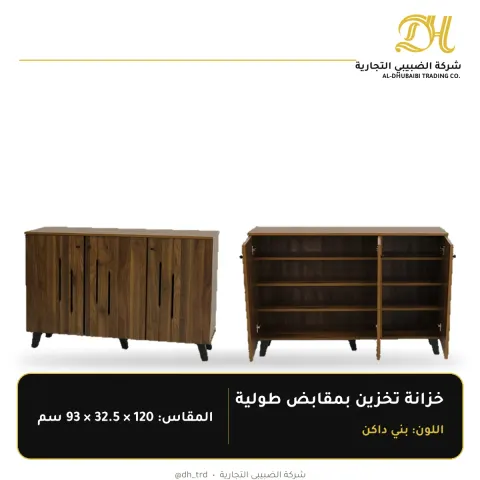 DH
شركة الضبيبي التجارية
AL-DHUBAIBI TRADING CO.
خزانة تخزين بمقابض طولية
اللون: بني داكن
المقاس: 120 × 32.5 × 93 سم
شركة الضبيبي التجارية • @dh_trd